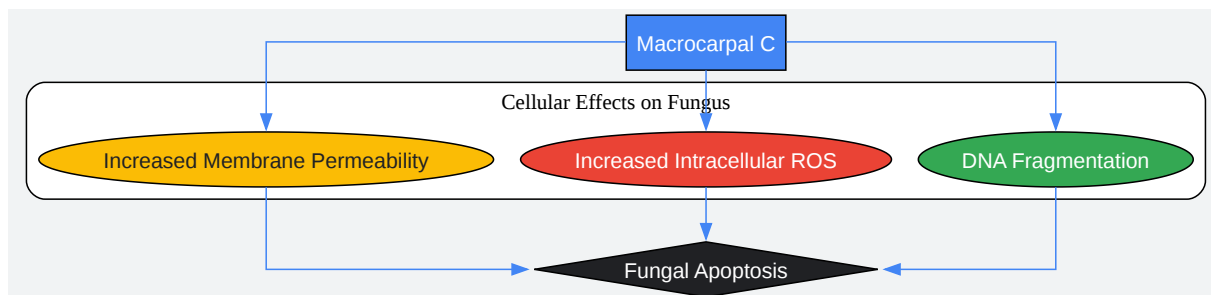 Macrocarpal C
Cellular Effects on Fungus
Increased Membrane Permeability
Increased Intracellular ROS
DNA Fragmentation
Fungal Apoptosis